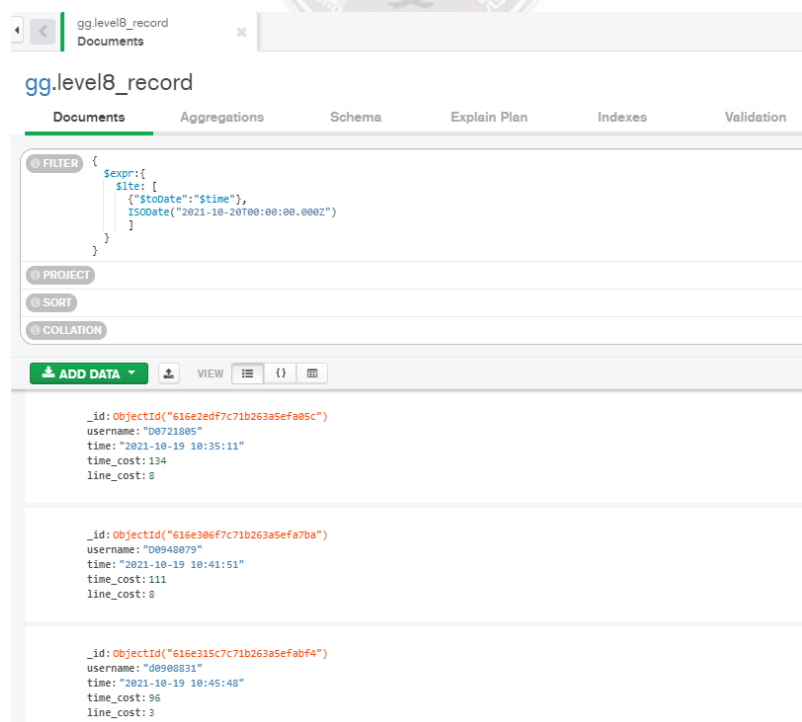 gg.level8_record
Documents
gg.level8_record
Documents Aggregations Schema Explain Plan Indexes Validation
FILTER {
$expr:{
$lte: [
{"$toDate":"$time"},
ISODate("2021-10-20T00:00:00.000Z")
]
}
}
PROJECT
SORT
COLLATION
ADD DATA VIEW {}
_id: ObjectId("616e2edf7c71b263a5efa05c")
username: "D0721805"
time: "2021-10-19 10:35:11"
time_cost: 134
line_cost: 8
_id: ObjectId("616e306f7c71b263a5efa7ba")
username: "D0948079"
time: "2021-10-19 10:41:51"
time_cost: 111
line_cost: 8
_id: ObjectId("616e315c7c71b263a5efabf4")
username: "d0908831"
time: "2021-10-19 10:45:48"
time_cost: 96
line_cost: 3